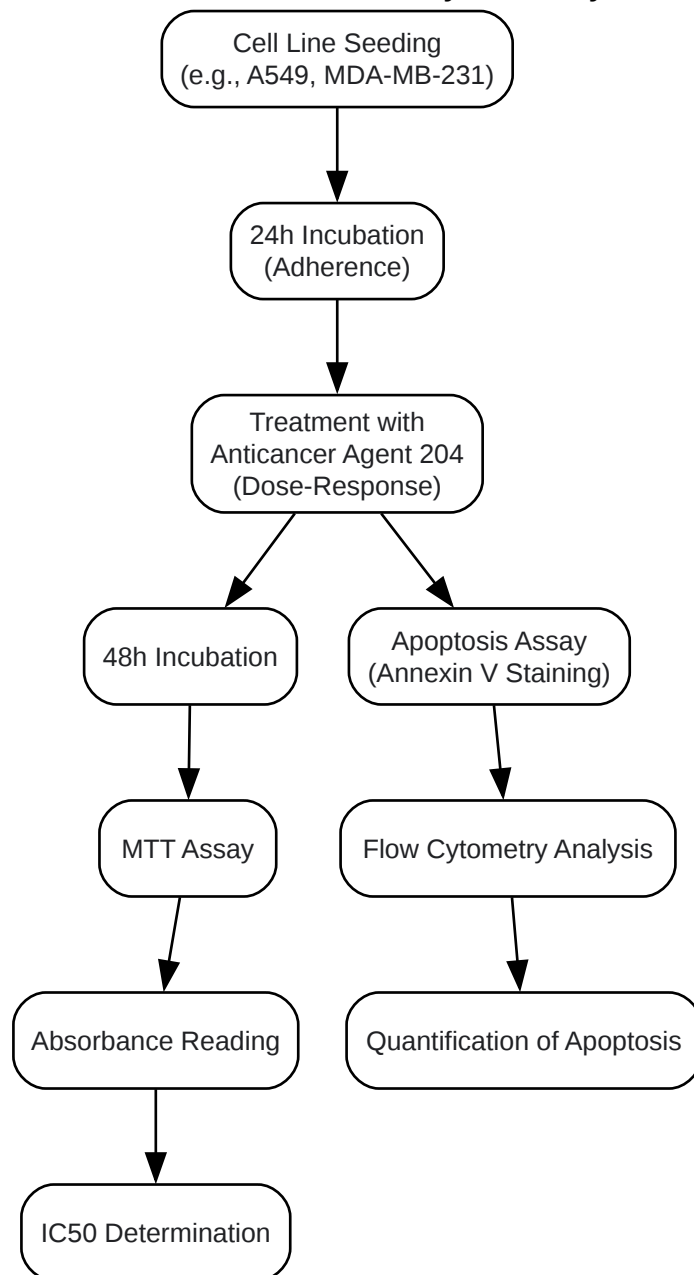 Cell Line Seeding
(e.g., A549, MDA-MB-231)
24h Incubation
(Adherence)
Treatment with
Anticancer Agent 204
(Dose-Response)
48h Incubation
Apoptosis Assay
(Annexin V Staining)
MTT Assay
Flow Cytometry Analysis
Absorbance Reading
Quantification of Apoptosis
IC50 Determination